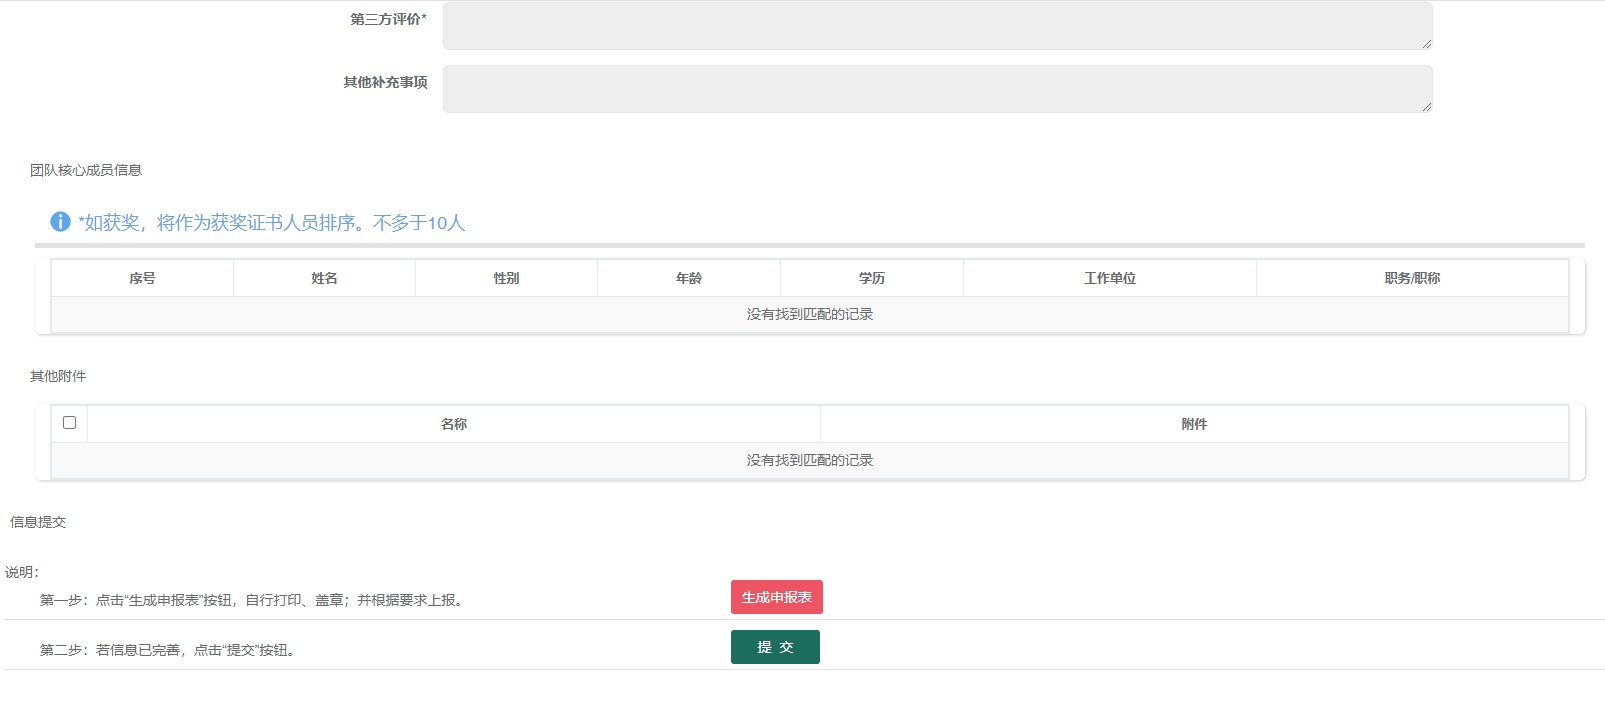 第三方评价*
其他补充事项
团队核心成员信息
*如获奖，将作为获奖证书人员排序。不多于10人
序号 姓名 性别 年龄 学历 工作单位 职务/职称
没有找到匹配的记录
其他附件
名称 附件
没有找到匹配的记录
信息提交
说明：
第一步：点击“生成申报表”按钮，自行打印、盖章；并根据要求上报。 生成申报表
第二步：若信息已完善，点击“提交”按钮。 提 交